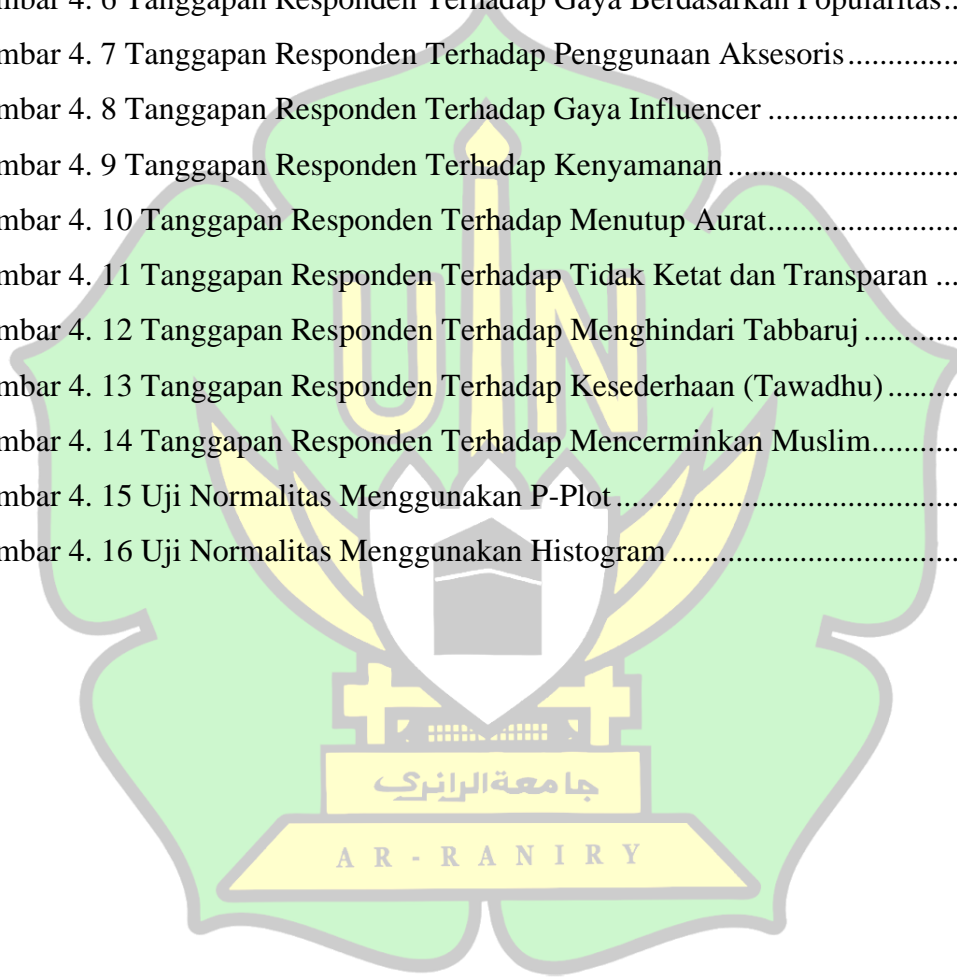 mbar 4. 6 Tanggapan Responden Terhadap Gaya Berdasarkan Popularitas..
mbar 4. 7 Tanggapan Responden Terhadap Penggunaan Aksesoris..............
mbar 4. 8 Tanggapan Responden Terhadap Gaya Influencer ........................
mbar 4. 9 Tanggapan Responden Terhadap Kenyamanan.............................
mbar 4. 10 Tanggapan Responden Terhadap Menutup Aurat........................
mbar 4. 11 Tanggapan Responden Terhadap Tidak Ketat dan Transparan ...
mbar 4. 12 Tanggapan Responden Terhadap Menghindari Tabbaruj............
mbar 4. 13 Tanggapan Responden Terhadap Kesederhaan (Tawadhu).........
mbar 4. 14 Tanggapan Responden Terhadap Mencerminkan Muslim...........
mbar 4. 15 Uji Normalitas Menggunakan P-Plot...........................................
mbar 4. 16 Uji Normalitas Menggunakan Histogram....................................
UIN
جامعة الرانري
AR-RANIRY